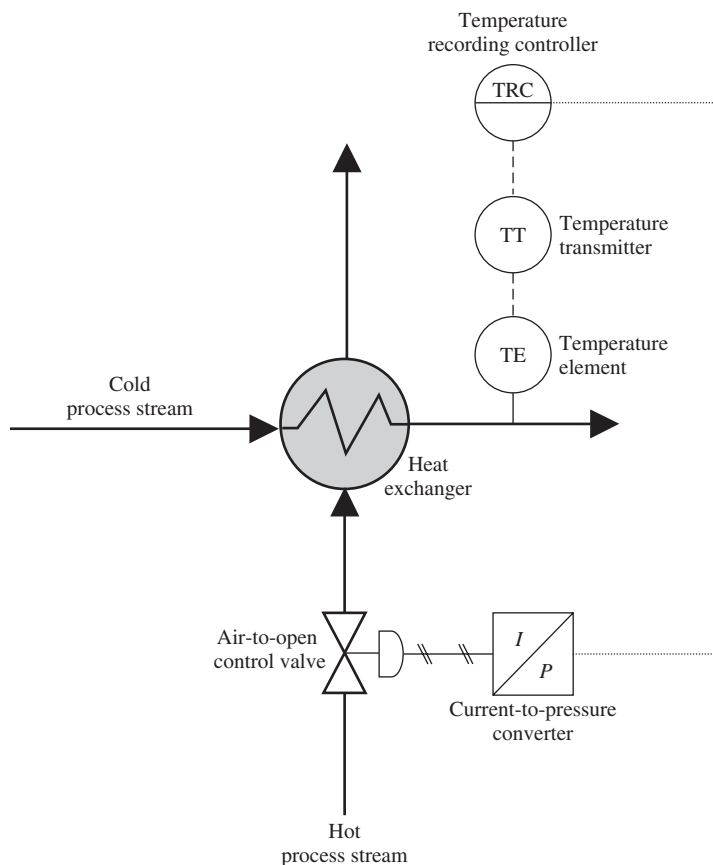 Temperature
recording controller
TRC
TT
Temperature
transmitter
TE
Temperature
element
Cold
process stream
Heat
exchanger
Air-to-open
control valve
I
P
Current-to-pressure
converter
Hot
process stream